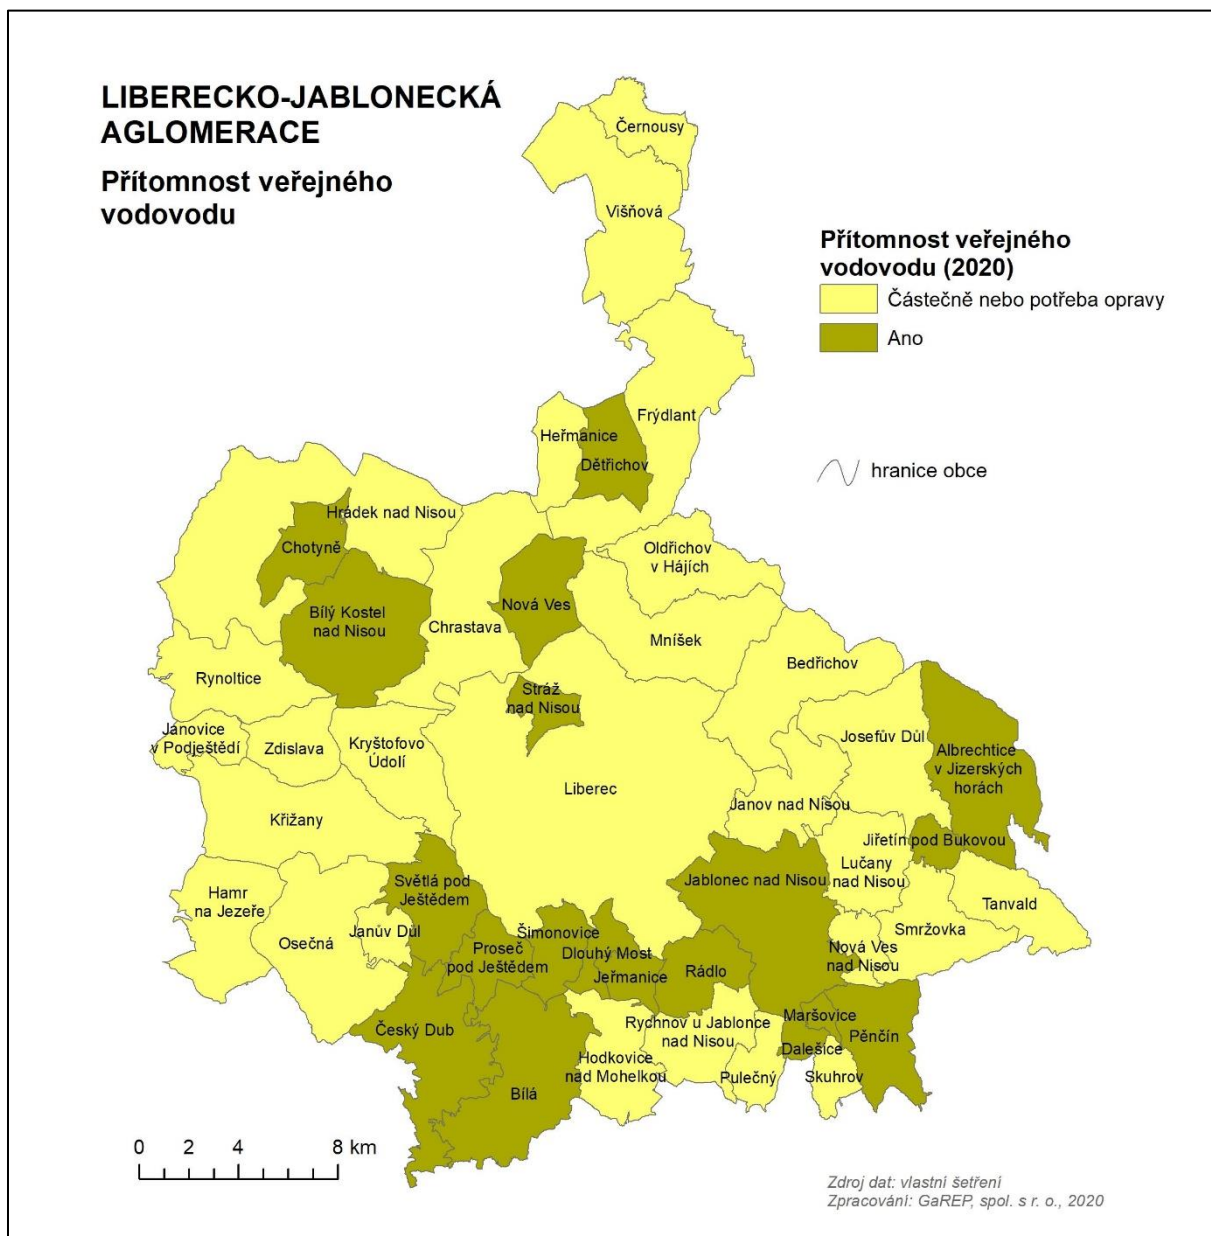 LIBERECKO-JABLONECKÁ
AGLOMERACE
Přítomnost veřejného
vodovodu
Přítomnost veřejného
vodovodu (2020)
Částečně nebo potřeba opravy
Ano
hranice obce
Černousy
Višňová
Frýdlant
Heřmanice
Dětřichov
Hrádek nad Nisou
Chotyně
Oldřichov
v Hájích
Bílý Kostel
nad Nisou
Nová Ves
Chrastava
Mníšek
Bedřichov
Rynoltice
Stráž
nad Nisou
Jánovice
v Podještědí
Zdislava
Kryštofovo
Údolí
Josefův Důl
Albrechtice
v Jizerských
horách
Liberec
Janov nad Nisou
Křižany
Jiřetín pod Bukovou
Lučany
nad Nisou
Jablonec nad Nisou
Světlá pod
Ještědem
Hamr
na Jezeře
Tanvald
Smržovka
Osečná
Janův Důl
Šimonovice
Proseč
pod Ještědem
Dlouhý Most
Jeřmanice
Rádlo
Nová Ves
nad Nisou
Český Dub
Rychnov u Jablonce
nad Nisou
Maršovice
Pěnčín
Dalešice
Hodkovice
nad Mohelkou
Pulečný
Skuhrov
Bílá
0 2 4 8 km
Zdroj dat: vlastní šetření
Zpracování: GaREP, spol. s r. o., 2020